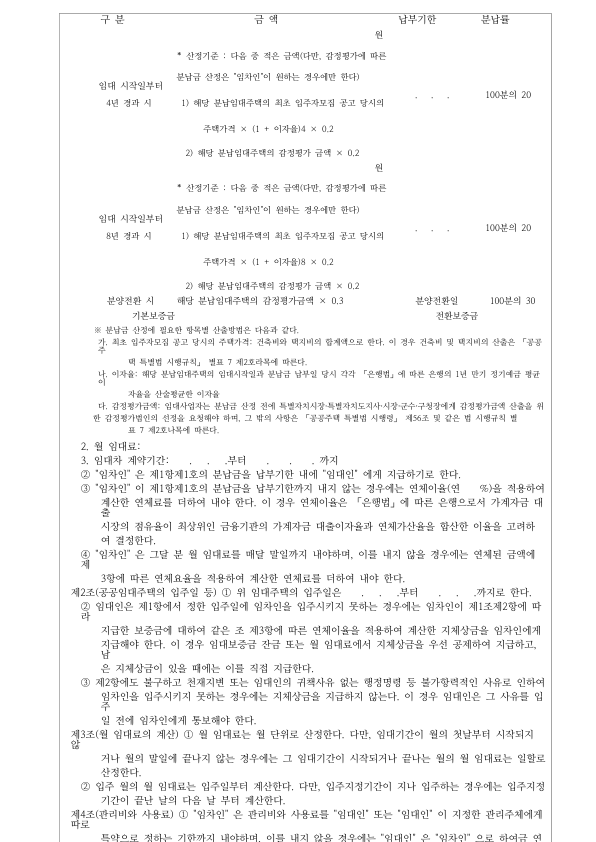 구 분 금 액 납부기한 분납률
원
* 산정기준 : 다음 중 적은 금액(다만, 감정평가에 따른
분납금 산정은 "임차인"이 원하는 경우에만 한다)
임대 시작일부터
4년 경과 시 1) 해당 분납임대주택의 최초 입주자모집 공고 당시의 . . . 100분의 20
주택가격 × (1 + 이자율)4 × 0.2
2) 해당 분납임대주택의 감정평가 금액 × 0.2
원
* 산정기준 : 다음 중 적은 금액(다만, 감정평가에 따른
분납금 산정은 "임차인"이 원하는 경우에만 한다)
임대 시작일부터
8년 경과 시 1) 해당 분납임대주택의 최초 입주자모집 공고 당시의 . . . 100분의 20
주택가격 × (1 + 이자율)8 × 0.2
2) 해당 분납임대주택의 감정평가 금액 × 0.2
분양전환 시 해당 분납임대주택의 감정평가금액 × 0.3 분양전환일 100분의 30
기본보증금 전환보증금
※ 분납금 산정에 필요한 항목별 산출방법은 다음과 같다.
가. 최초 입주자모집 공고 당시의 주택가격: 건축비와 택지비의 합계액으로 한다. 이 경우 건축비 및 택지비의 산출은 「공공
주
택 특별법 시행규칙」 별표 7 제2호라목에 따른다.
나. 이자율: 해당 분납임대주택의 임대시작일과 분납금 납부일 당시 각각 「은행법」에 따른 은행의 1년 만기 정기예금 평균
이
자율을 산술평균한 이자율
다. 감정평가금액: 임대사업자는 분납금 산정 전에 특별자치시장·특별자치도지사·시장·군수·구청장에게 감정평가금액 산출을 위
한 감정평가법인의 선정을 요청해야 하며, 그 밖의 사항은 「공공주택 특별법 시행령」 제56조 및 같은 법 시행규칙 별
표 7 제2호나목에 따른다.
2. 월 임대료:
3. 임대차 계약기간: . . .부터 . . . 까지
② "임차인" 은 제1항제1호의 분납금을 납부기한 내에 "임대인" 에게 지급하기로 한다.
③ "임차인" 이 제1항제1호의 분납금을 납부기한까지 내지 않는 경우에는 연체이율(연 %)을 적용하여
계산한 연체료를 더하여 내야 한다. 이 경우 연체이율은 「은행법」에 따른 은행으로서 가계자금 대
출
시장의 점유율이 최상위인 금융기관의 가계자금 대출이자율과 연체가산율을 합산한 이율을 고려하
여 결정한다.
④ "임차인" 은 그달 분 월 임대료를 매달 말일까지 내야하며, 이를 내지 않을 경우에는 연체된 금액에
제
3항에 따른 연체요율을 적용하여 계산한 연체료를 더하여 내야 한다.
제2조(공공임대주택의 입주일 등) ① 위 임대주택의 입주일은 . . .부터 . . .까지로 한다.
② 임대인은 제1항에서 정한 입주일에 임차인을 입주시키지 못하는 경우에는 임차인이 제1조제2항에 따
라
지급한 보증금에 대하여 같은 조 제3항에 따른 연체이율을 적용하여 계산한 지체상금을 임차인에게
지급해야 한다. 이 경우 임대보증금 잔금 또는 월 임대료에서 지체상금을 우선 공제하여 지급하고,
남
은 지체상금이 있을 때에는 이를 직접 지급한다.
③ 제2항에도 불구하고 천재지변 또는 임대인의 귀책사유 없는 행정명령 등 불가항력적인 사유로 인하여
임차인을 입주시키지 못하는 경우에는 지체상금을 지급하지 않는다. 이 경우 임대인은 그 사유를 입
주
일 전에 임차인에게 통보해야 한다.
제3조(월 임대료의 계산) ① 월 임대료는 월 단위로 산정한다. 다만, 임대기간이 월의 첫날부터 시작되지
않
거나 월의 말일에 끝나지 않는 경우에는 그 임대기간이 시작되거나 끝나는 월의 월 임대료는 일할로
산정한다.
② 입주 월의 월 임대료는 입주일부터 계산한다. 다만, 입주지정기간이 지나 입주하는 경우에는 입주지정
기간이 끝난 날의 다음 날 부터 계산한다.
제4조(관리비와 사용료) ① "임차인" 은 관리비와 사용료를 "임대인" 또는 "임대인" 이 지정한 관리주체에게
따로
특약으로 정하는 기한까지 내야하며, 이를 내지 않을 경우에는 "임대인" 은 "임차인" 으로 하여금 연